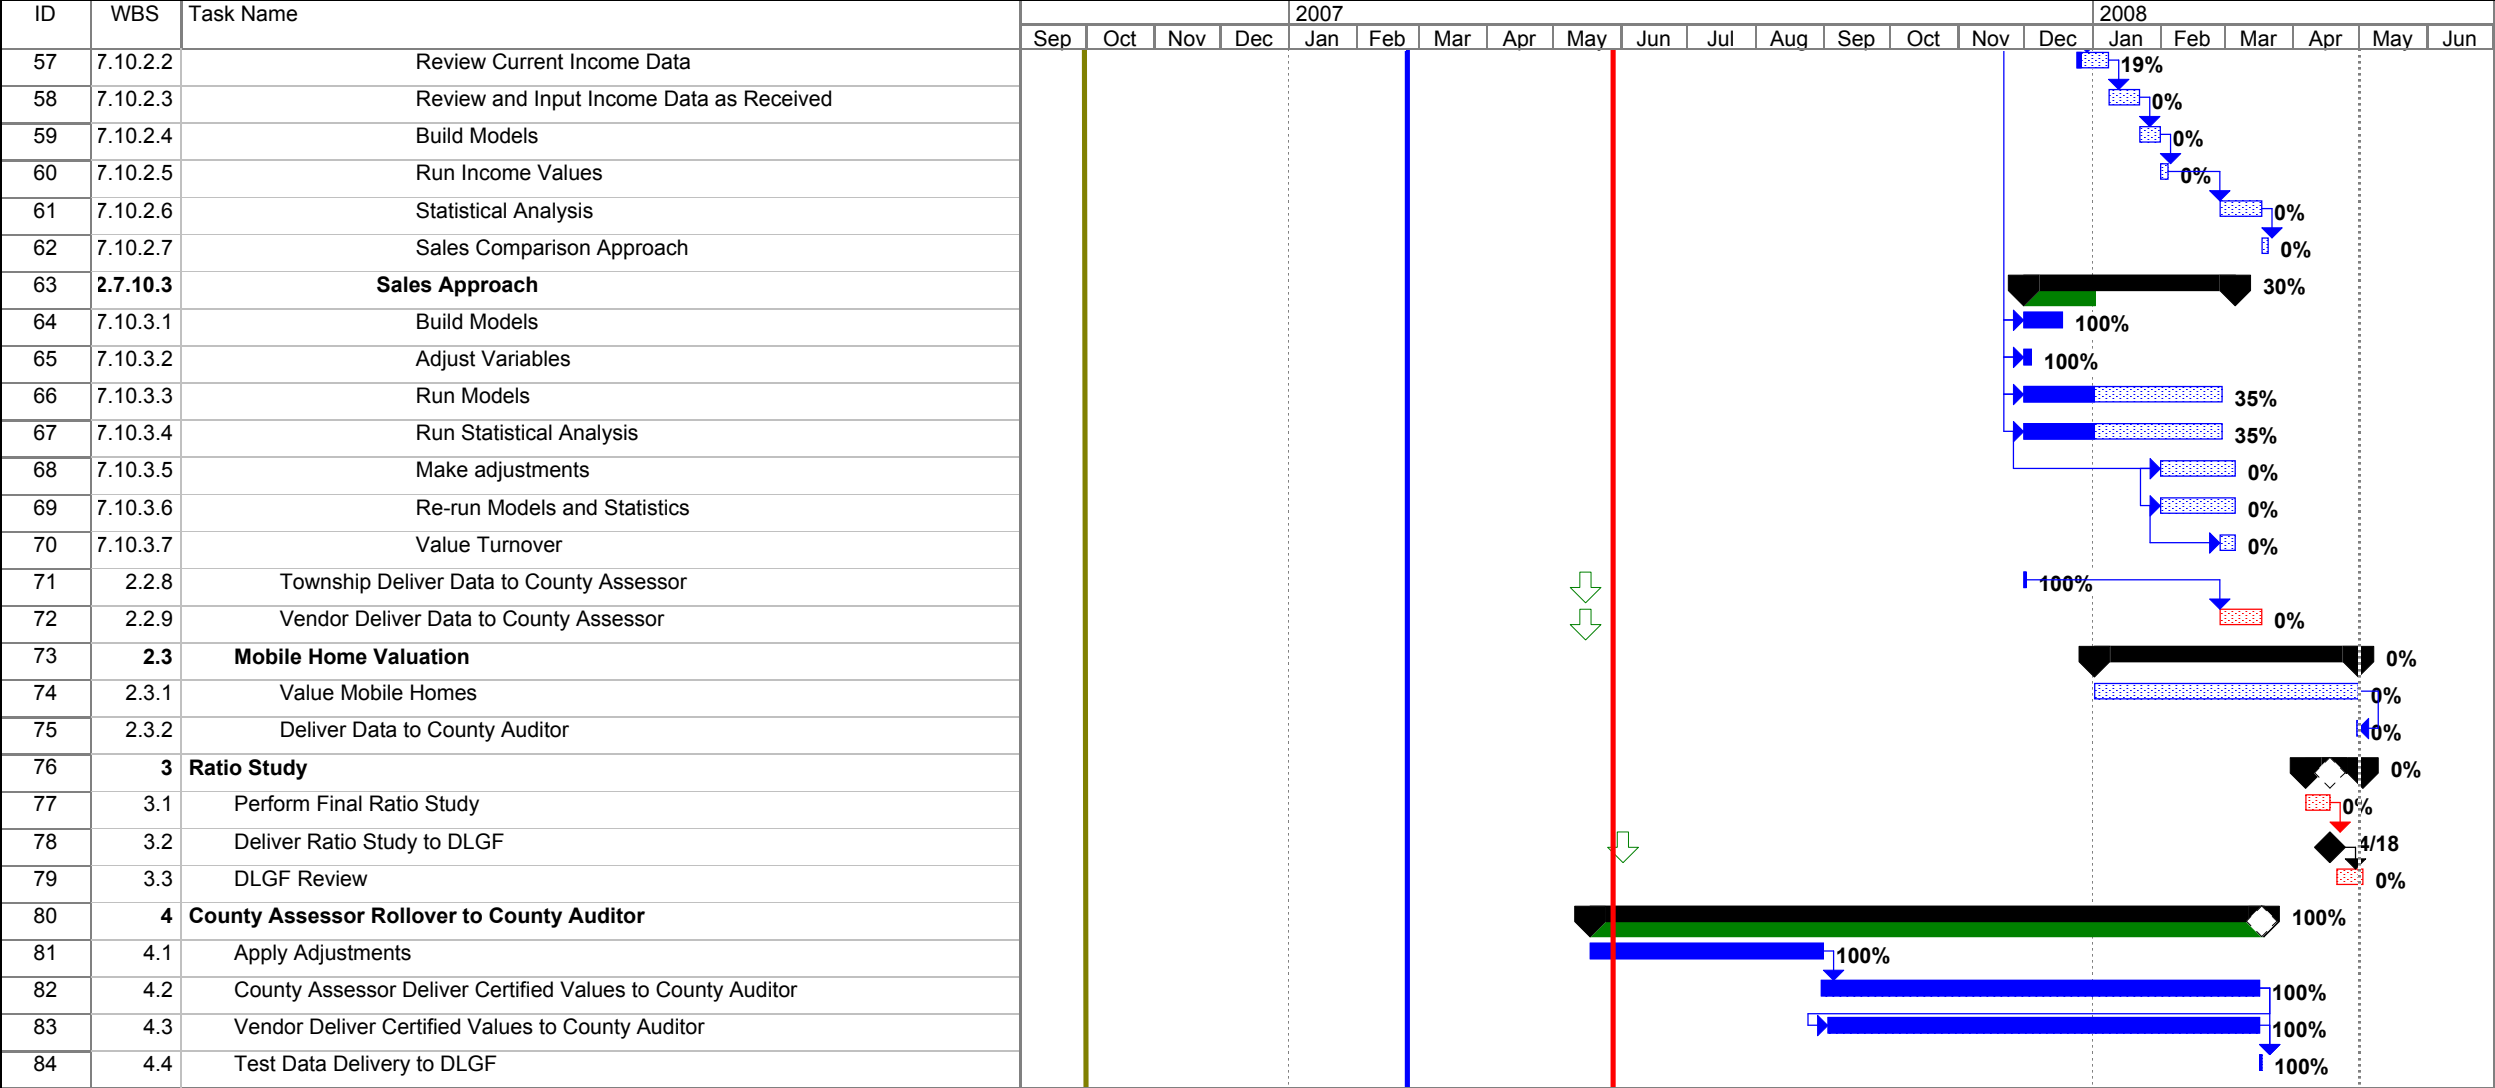 ID WBS Task Name 2007 2008
Sep Oct Nov Dec Jan Feb Mar Apr May Jun Jul Aug Sep Oct Nov Dec Jan Feb Mar Apr May Jun
57 7.10.2.2 Review Current Income Data 19%
58 7.10.2.3 Review and Input Income Data as Received 0%
59 7.10.2.4 Build Models 0%
60 7.10.2.5 Run Income Values 0%
61 7.10.2.6 Statistical Analysis 0%
62 7.10.2.7 Sales Comparison Approach 0%
63 2.7.10.3 Sales Approach 30%
64 7.10.3.1 Build Models 100%
65 7.10.3.2 Adjust Variables 100%
66 7.10.3.3 Run Models 35%
67 7.10.3.4 Run Statistical Analysis 35%
68 7.10.3.5 Make adjustments 0%
69 7.10.3.6 Re-run Models and Statistics 0%
70 7.10.3.7 Value Turnover 0%
71 2.2.8 Township Deliver Data to County Assessor 100%
72 2.2.9 Vendor Deliver Data to County Assessor 0%
73 2.3 Mobile Home Valuation 0%
74 2.3.1 Value Mobile Homes 0%
75 2.3.2 Deliver Data to County Auditor 0%
76 3 Ratio Study 0%
77 3.1 Perform Final Ratio Study 0%
78 3.2 Deliver Ratio Study to DLGF 4/18
79 3.3 DLGF Review 0%
80 4 County Assessor Rollover to County Auditor 100%
81 4.1 Apply Adjustments 100%
82 4.2 County Assessor Deliver Certified Values to County Auditor 100%
83 4.3 Vendor Deliver Certified Values to County Auditor 100%
84 4.4 Test Data Delivery to DLGF 100%